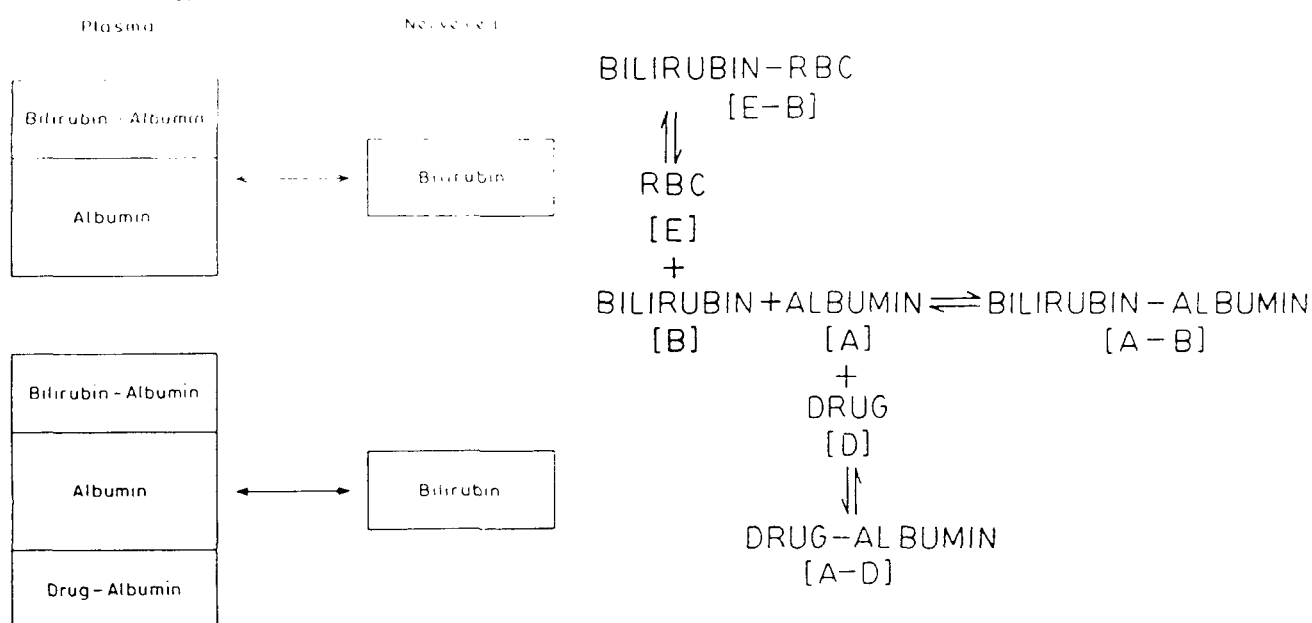 Plasma
Bilirubin - Albumin
Albumin
Bilirubin
Bilirubin - Albumin
Albumin
Drug - Albumin
Bilirubin
BILIRUBIN-RBC
[E-B]
RBC
[E]
+
BILIRUBIN + ALBUMIN ⇌ BILIRUBIN - ALBUMIN
[B] [A] [A-B]
+
DRUG
[D]
DRUG-ALBUMIN
[A-D]